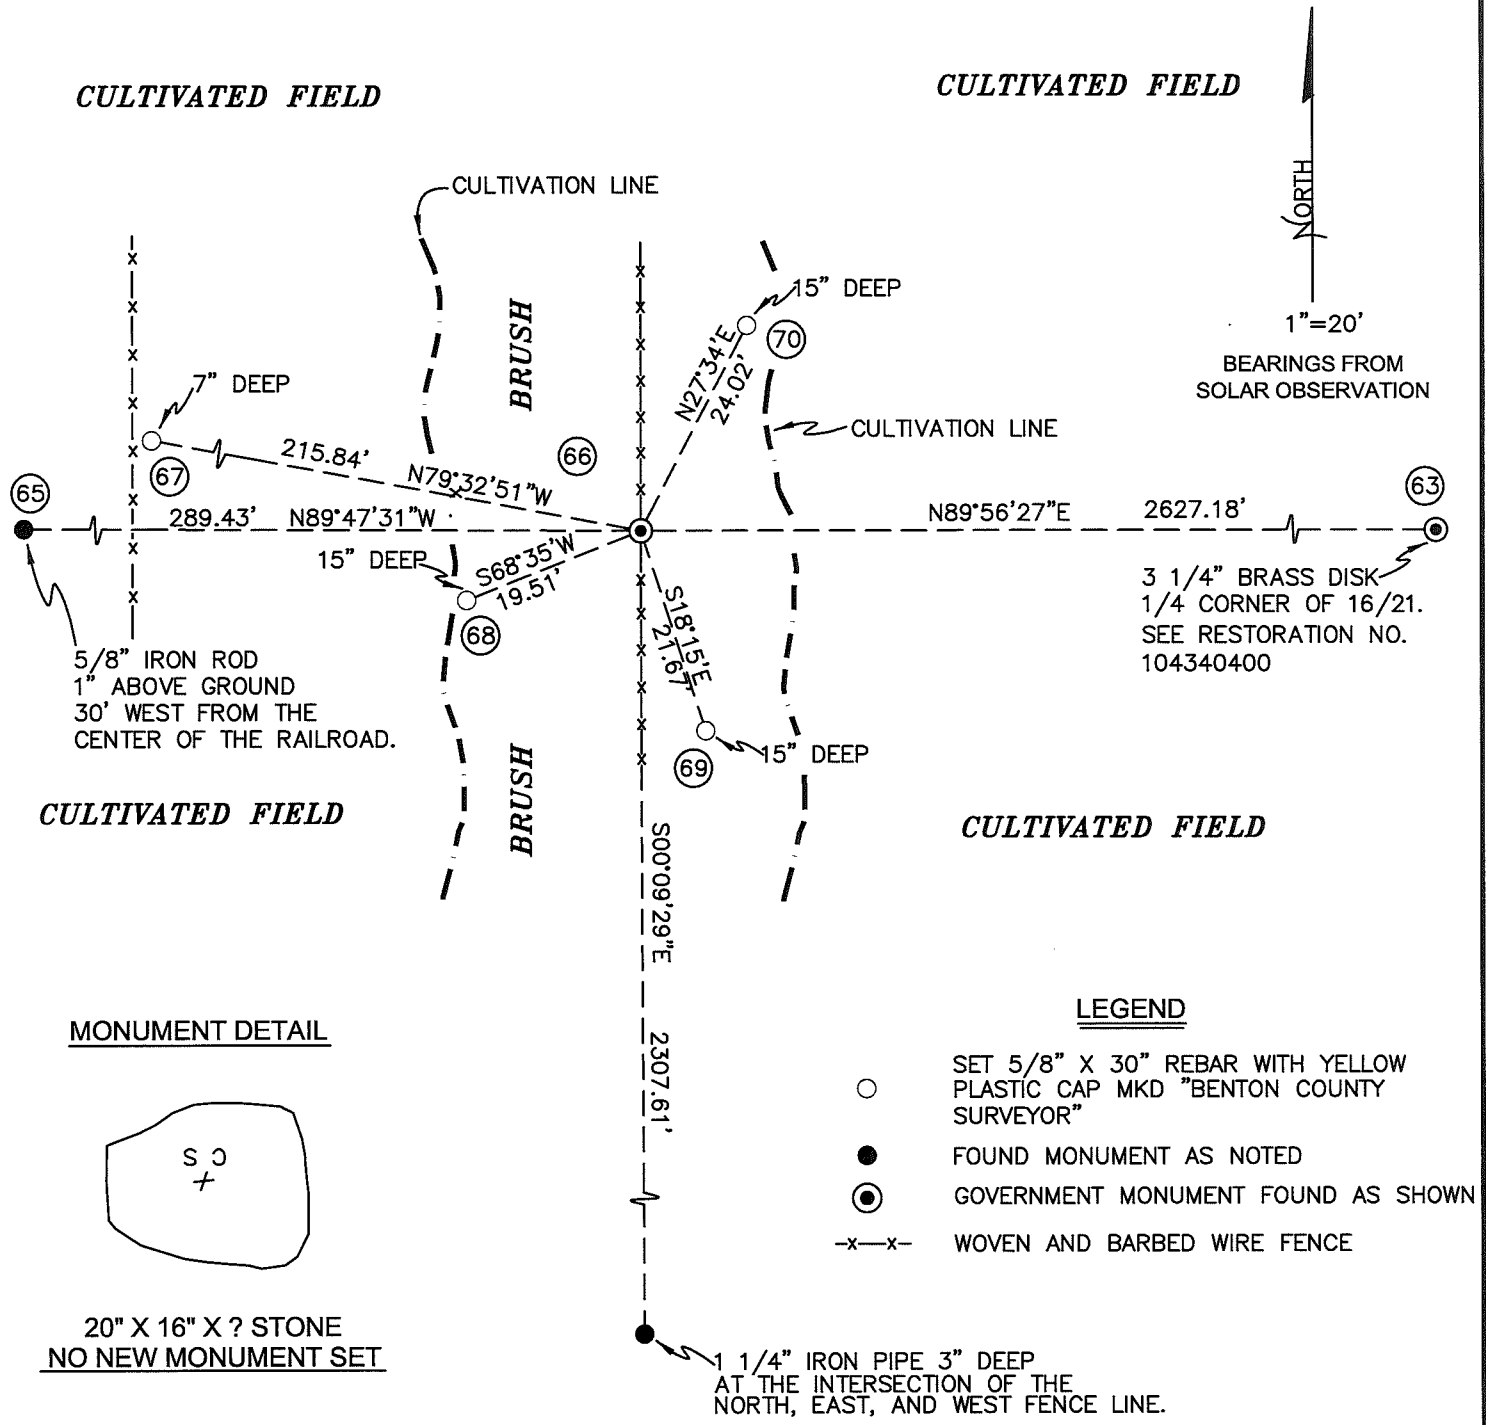 CULTIVATED FIELD
CULTIVATED FIELD
NORTH
1"=20'
BEARINGS FROM
SOLAR OBSERVATION
CULTIVATION LINE
BRUSH
15" DEEP
70
N27°34'E
24.02'
CULTIVATION LINE
7" DEEP
67
215.84'
N79°32'51"W
66
65
289.43' N89°47'31"W
N89°56'27"E 2627.18'
63
15" DEEP
S68°35'W
19.51'
68
S18°15'E
21.67'
69
15" DEEP
3 1/4" BRASS DISK
1/4 CORNER OF 16/21.
SEE RESTORATION NO.
104340400
5/8" IRON ROD
1" ABOVE GROUND
30' WEST FROM THE
CENTER OF THE RAILROAD.
CULTIVATED FIELD
BRUSH
CULTIVATED FIELD
S00°09'29"E 2307.61'
MONUMENT DETAIL
S C
+
20" X 16" X ? STONE
NO NEW MONUMENT SET
LEGEND
SET 5/8" X 30" REBAR WITH YELLOW
PLASTIC CAP MKD "BENTON COUNTY
SURVEYOR"
FOUND MONUMENT AS NOTED
GOVERNMENT MONUMENT FOUND AS SHOWN
-x-x- WOVEN AND BARBED WIRE FENCE
1 1/4" IRON PIPE 3" DEEP
AT THE INTERSECTION OF THE
NORTH, EAST, AND WEST FENCE LINE.